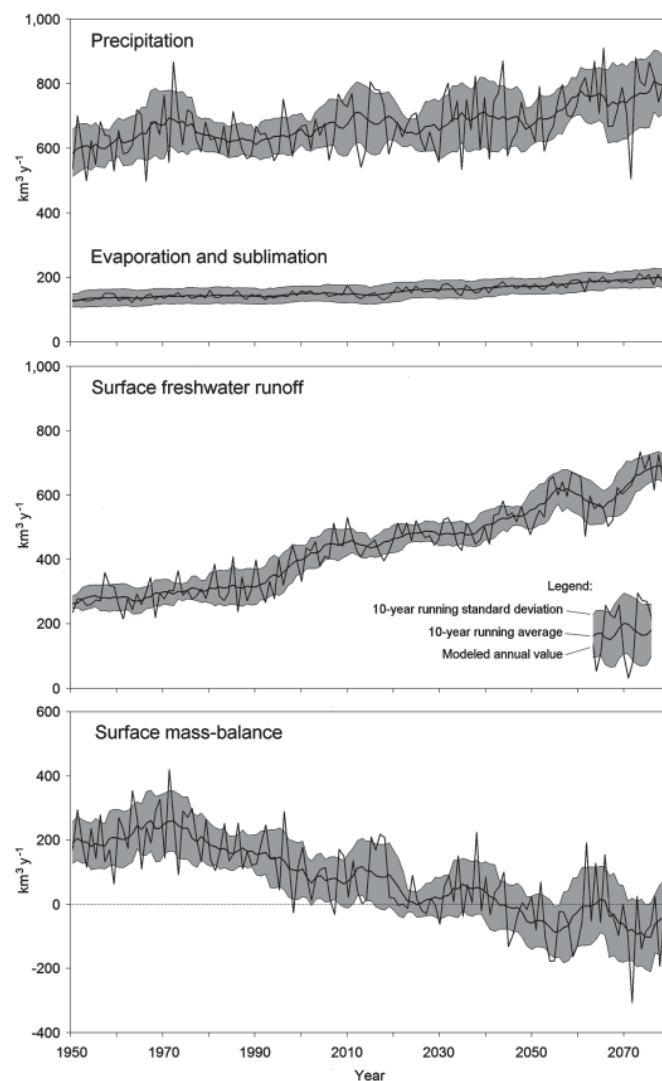 1,000
Precipitation
800
600
km³ y⁻¹
400
Evaporation and sublimation
200
0
1,000
Surface freshwater runoff
800
600
km³ y⁻¹
400
Legend:
10-year running standard deviation
200
10-year running average
Modeled annual value
0
600
Surface mass-balance
400
200
km³ y⁻¹
0
-200
-400
1950 1970 1990 2010 2030 2050 2070
Year